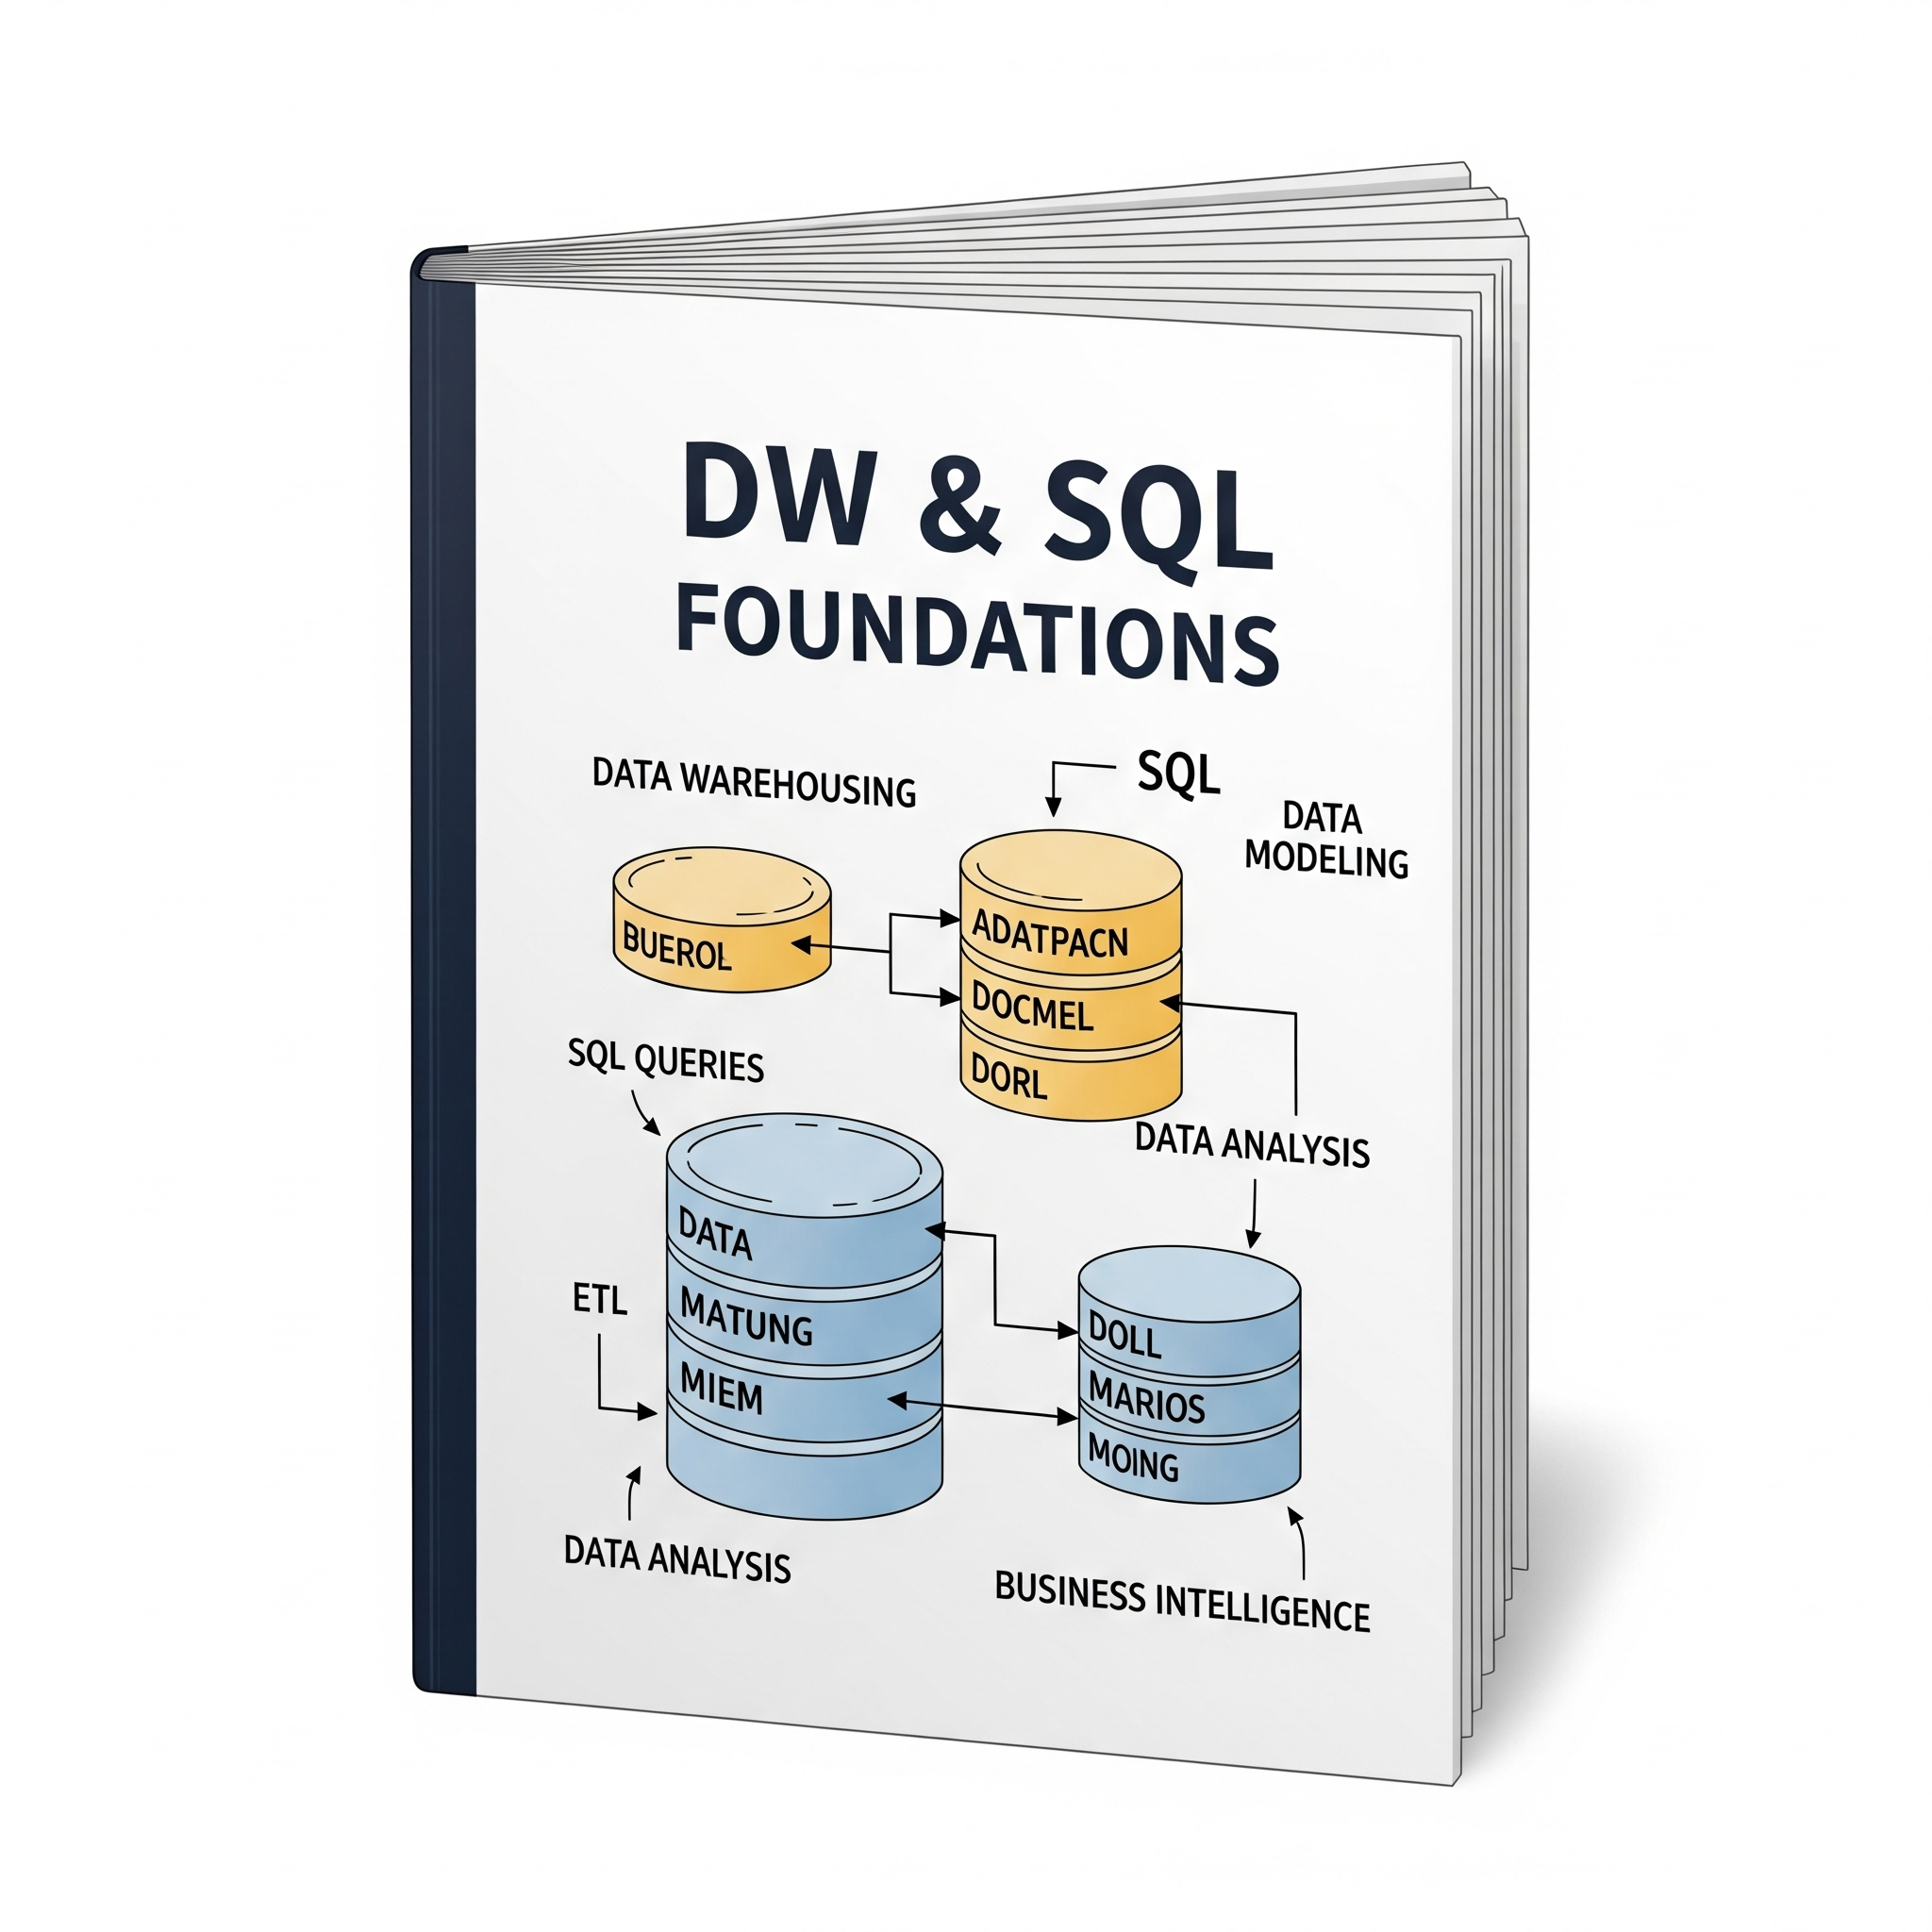 DW & SQL
FOUNDATIONS
DATA WAREHOUSING
SQL
DATA
MODELING
BUEROL
ADATPACN
DOCMEL
DORL
SQL QUERIES
DATA ANALYSIS
DATA
MATUNG
MIEM
ETL
DOLL
MARIOS
MOING
DATA ANALYSIS
BUSINESS INTELLIGENCE